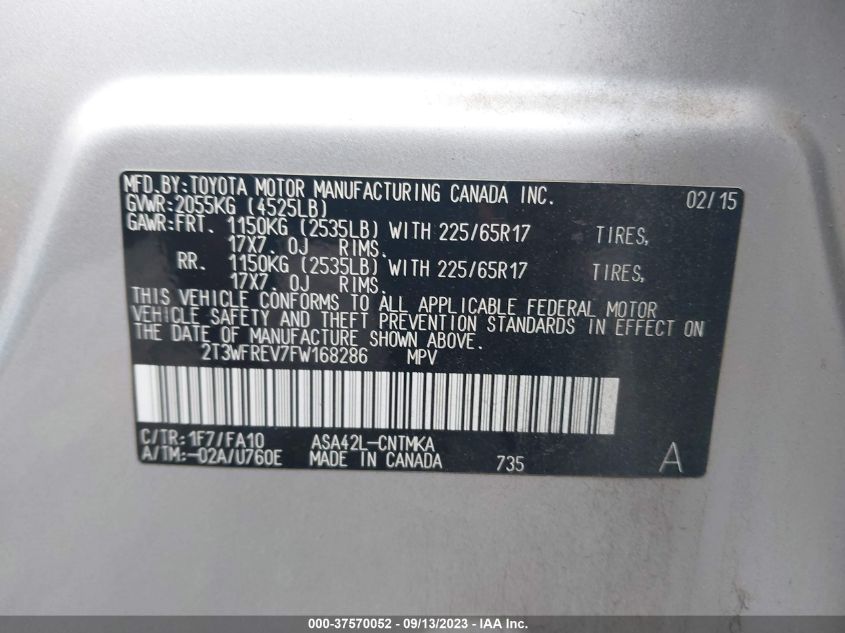 MFD.BY:TOYOTA MOTOR MANUFACTURING CANADA INC. 02/15
GVWR:2055KG (4525LB)
GAWR:FRT. 1150KG (2535LB) WITH 225/65R17 TIRES,
17X7. 0J RIMS.
RR. 1150KG (2535LB) WITH 225/65R17 TIRES,
17X7. 0J RIMS.
THIS VEHICLE CONFORMS TO ALL APPLICABLE FEDERAL MOTOR
VEHICLE SAFETY AND THEFT PREVENTION STANDARDS IN EFFECT ON
THE DATE OF MANUFACTURE SHOWN ABOVE.
2T3WFREV7FW168286 MPV
C/TR:1F7/FA10 ASA42L-CNTMKA
A/TM:-02A/U760E MADE IN CANADA 735 A
000-37570052 - 09/13/2023 - IAAI.COM